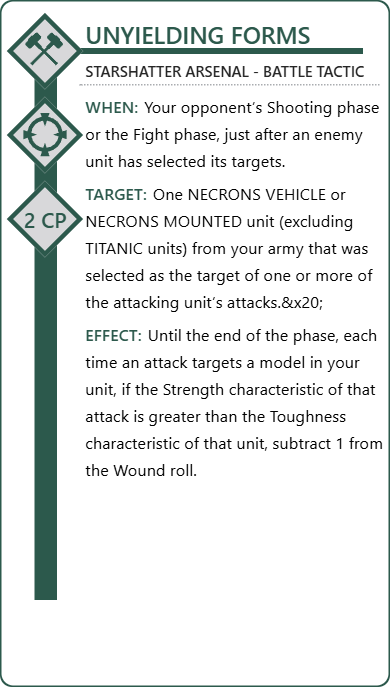 UNYIELDING FORMS
STARSHATTER ARSENAL - BATTLE TACTIC
WHEN: Your opponent’s Shooting phase
or the Fight phase, just after an enemy
unit has selected its targets.
2 CP
TARGET: One NECRONS VEHICLE or
NECRONS MOUNTED unit (excluding
TITANIC units) from your army that was
selected as the target of one or more of
the attacking unit’s attacks.&x20;
EFFECT: Until the end of the phase, each
time an attack targets a model in your
unit, if the Strength characteristic of that
attack is greater than the Toughness
characteristic of that unit, subtract 1 from
the Wound roll.